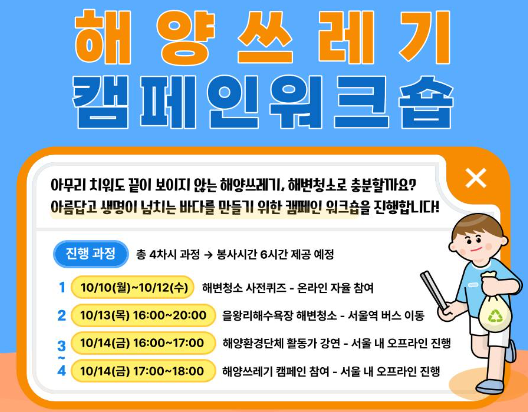 해양쓰레기
캠페인워크숍
아무리 치워도 끝이 보이지 않는 해양쓰레기, 해변청소로 충분할까요?
아름답고 생명이 넘치는 바다를 만들기 위한 캠페인 워크숍을 진행합니다!
진행 과정 총 4차시 과정 → 봉사시간 6시간 제공 예정
1 10/10(월)~10/12(수) 해변청소 사전퀴즈 - 온라인 자율 참여
2 10/13(목) 16:00~20:00 을왕리해수욕장 해변청소 - 서울역 버스 이동
3 10/14(금) 16:00~17:00 해양환경단체 활동가 강연 - 서울 내 오프라인 진행
~
4 10/14(금) 17:00~18:00 해양쓰레기 캠페인 참여 - 서울 내 오프라인 진행